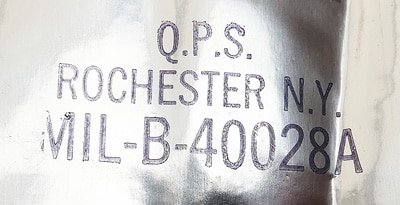 Q.P.S.
ROCHESTER N.Y.
MIL-B-40028A